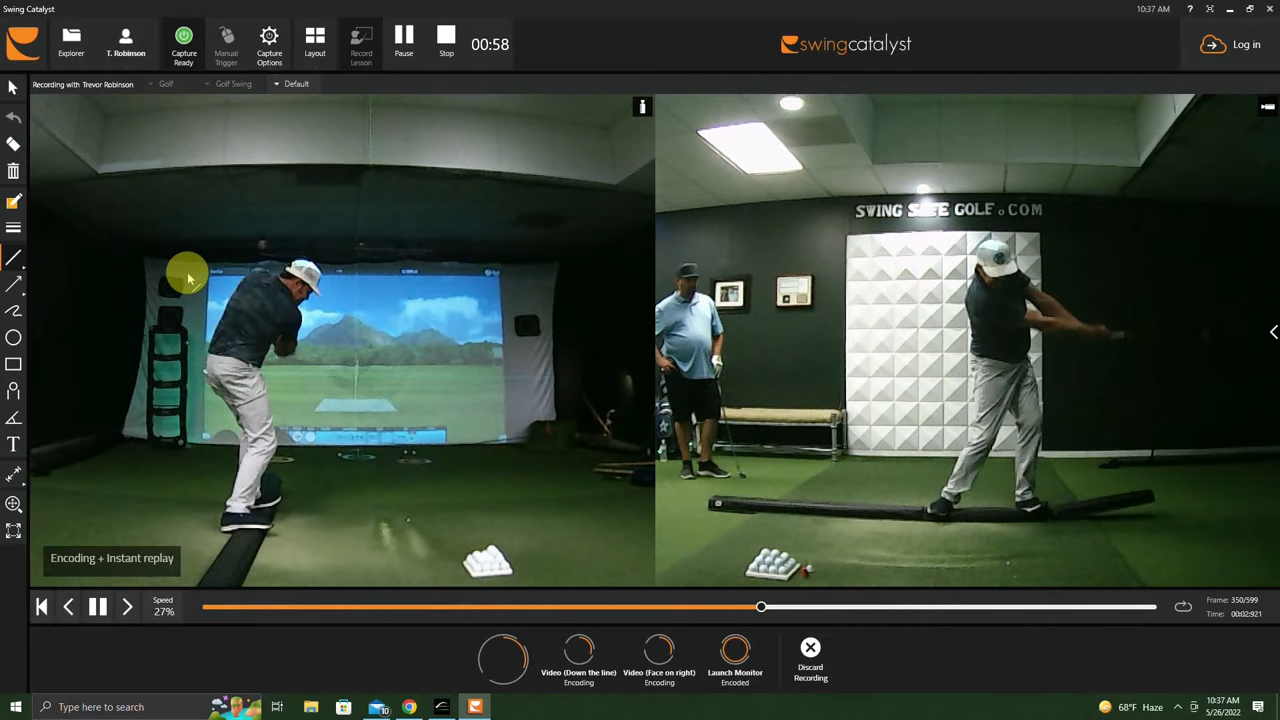 Swing Catalyst
10:37 AM
?
Explorer
T. Robinson
Capture
Ready
Manual
Trigger
Capture
Options
Layout
Record
Lesson
Pause
Stop
00:58
swingcatalyst
Log in
Recording with Trevor Robinson
Golf
Golf Swing
Default
SWING SAFE GOLF.COM
T
Encoding + Instant replay
Speed
27%
Frame: 350/599
Time: 00:02:921
Video (Down the line)
Encoding
Video (Face on right)
Encoding
Launch Monitor
Encoded
Discard
Recording
Type here to search
10
68°F Haze
10:37 AM
5/26/2022